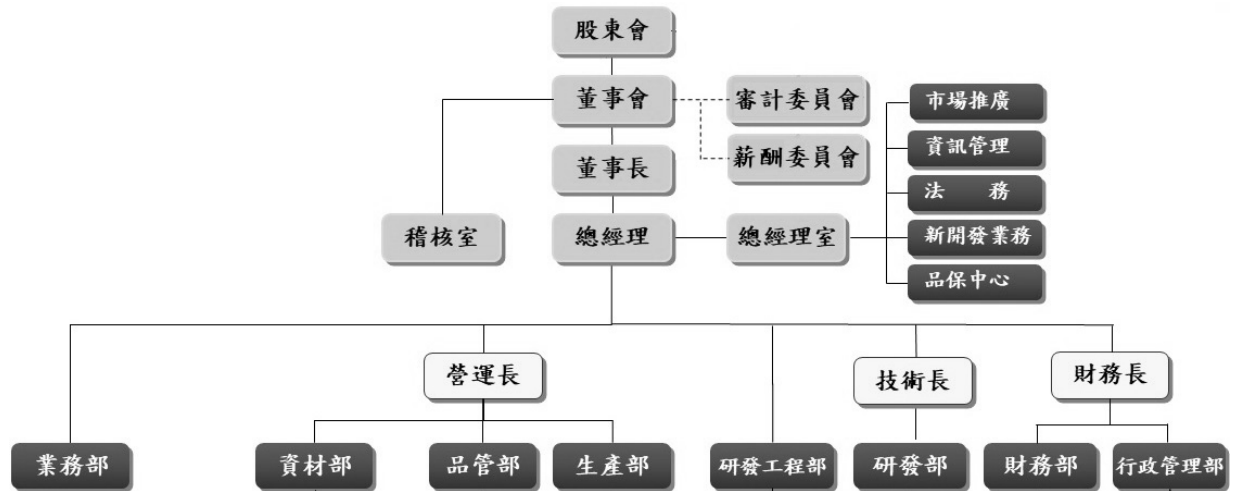 股東會
董事會
審計委員會
市場推廣
資訊管理
薪酬委員會
董事長
法　　務
稽核室
總經理
總經理室
新開發業務
品保中心
營運長
技術長
財務長
業務部
資材部
品管部
生產部
研發工程部
研發部
財務部
行政管理部